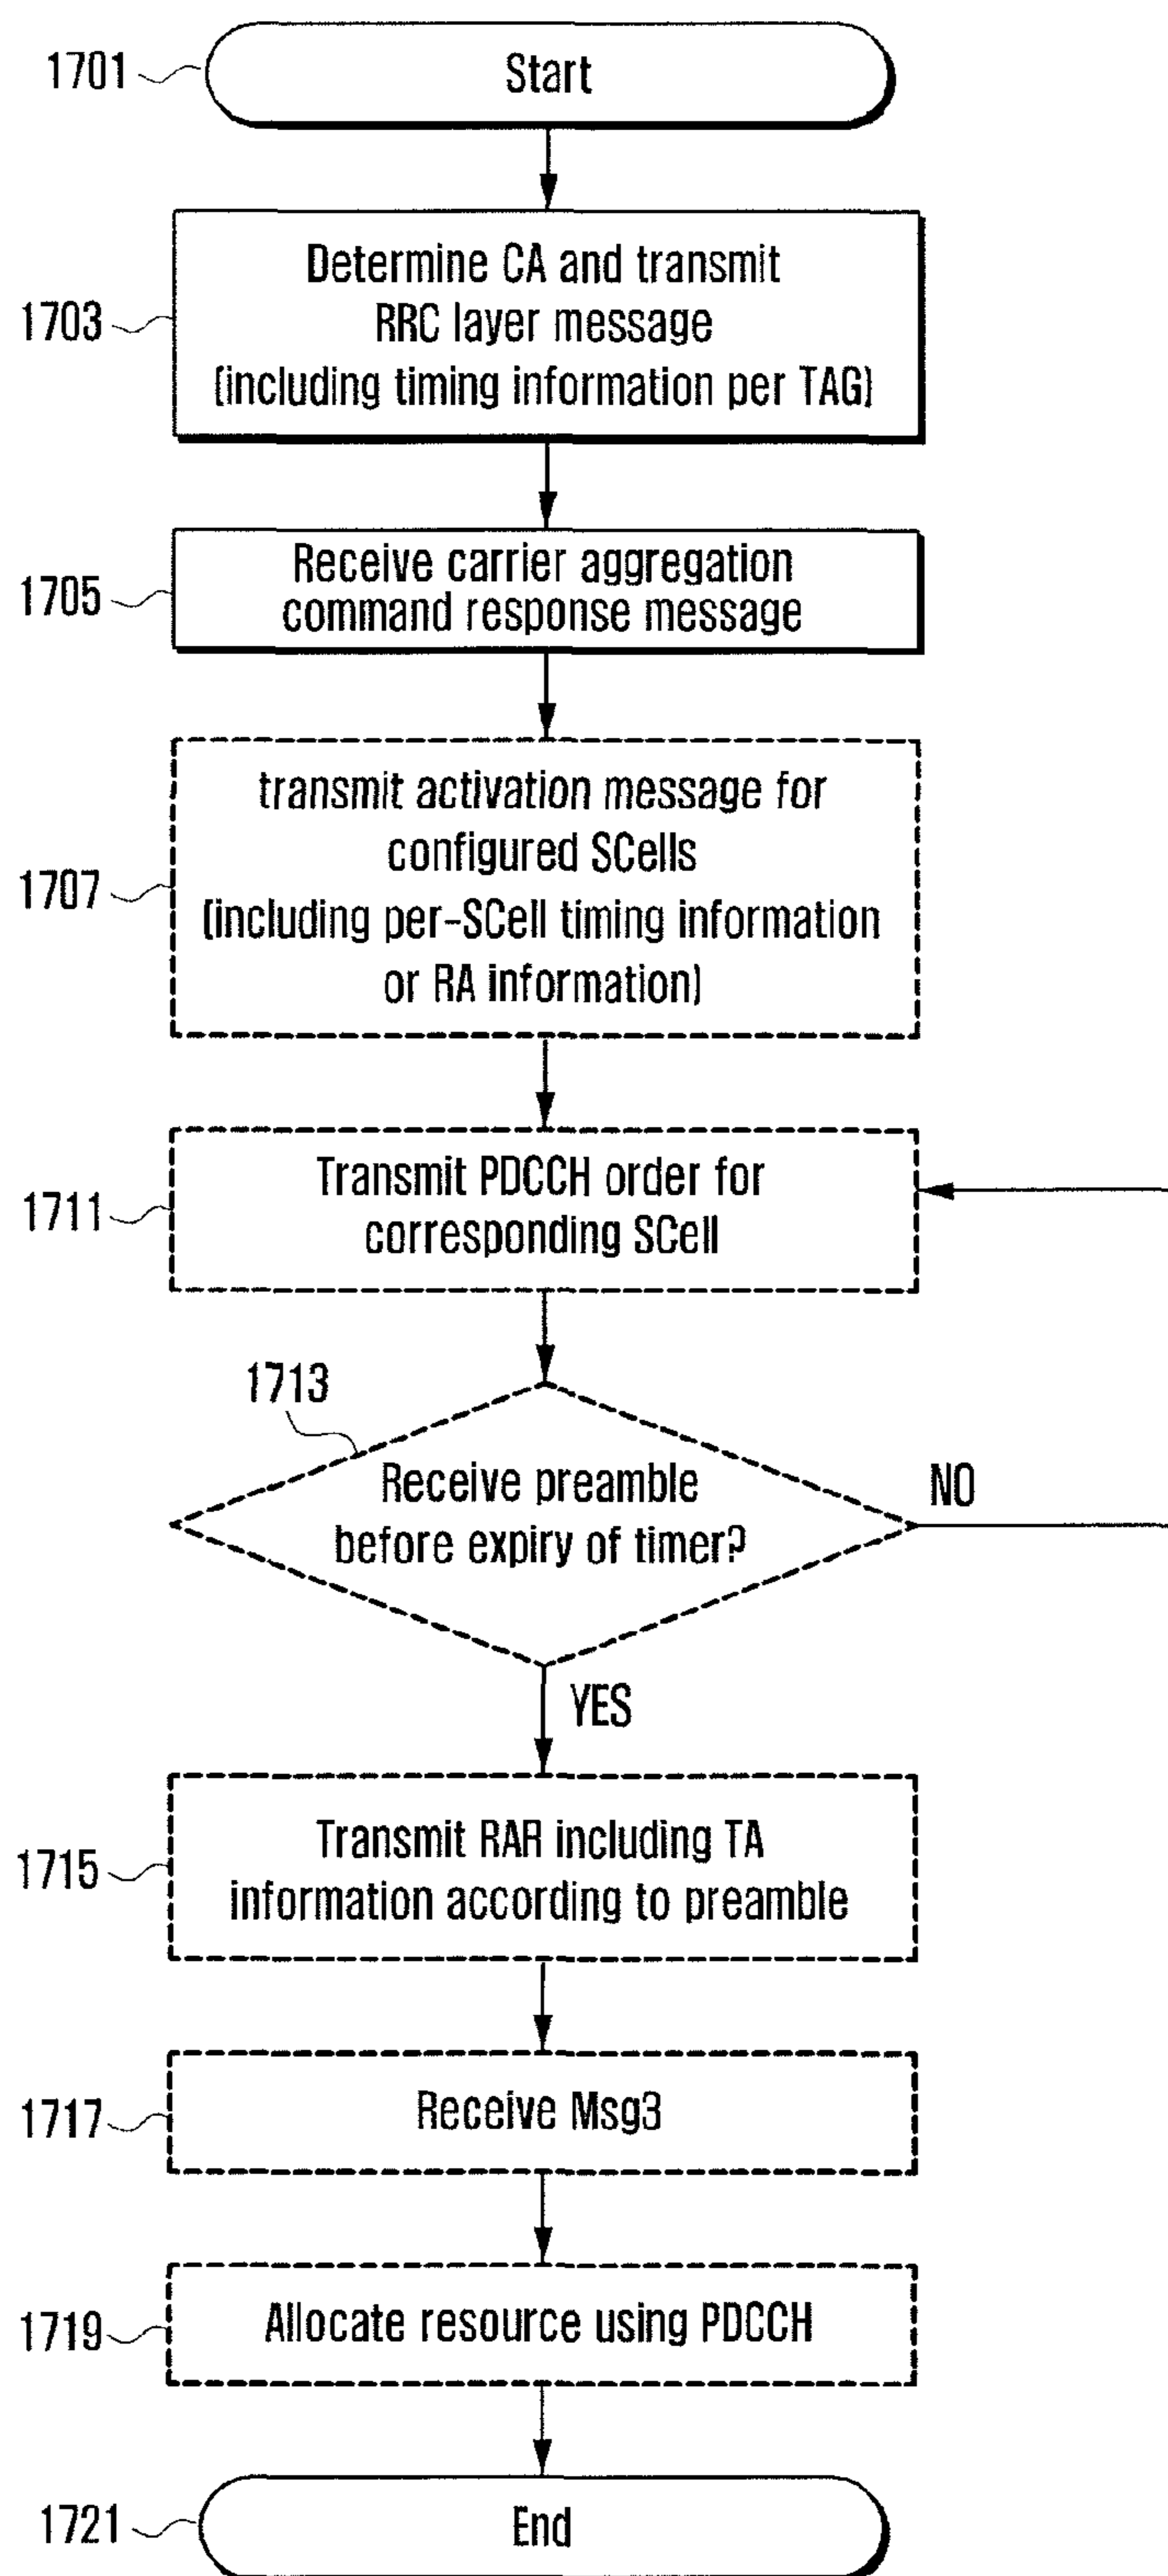 1701
Start
1703
Determine CA and transmit
RRC layer message
(including timing information per TAG)
1705
Receive carrier aggregation
command response message
1707
transmit activation message for
configured SCells
(including per-SCell timing information
or RA information)
1711
Transmit PDCCH order for
corresponding SCell
1713
Receive preamble
before expiry of timer?
NO
YES
1715
Transmit RAR including TA
information according to preamble
1717
Receive Msg3
1719
Allocate resource using PDCCH
1721
End